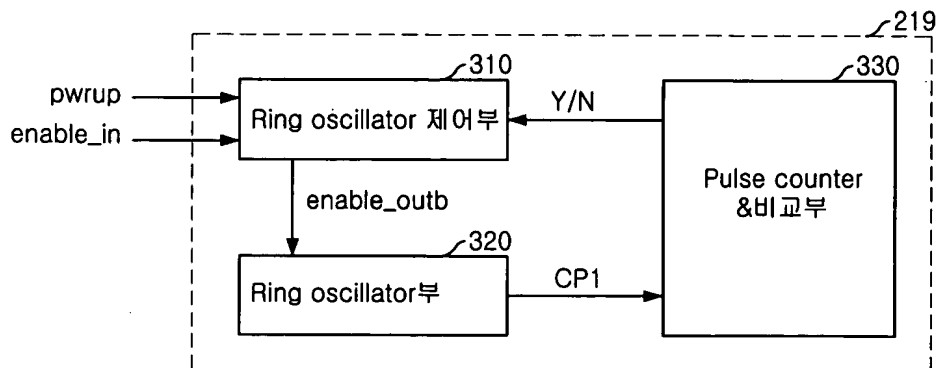 219
310
330
pwrup
enable_in
Ring oscillator 제어부
Y/N
Pulse counter
&비교부
enable_outb
320
Ring oscillator부
CP1